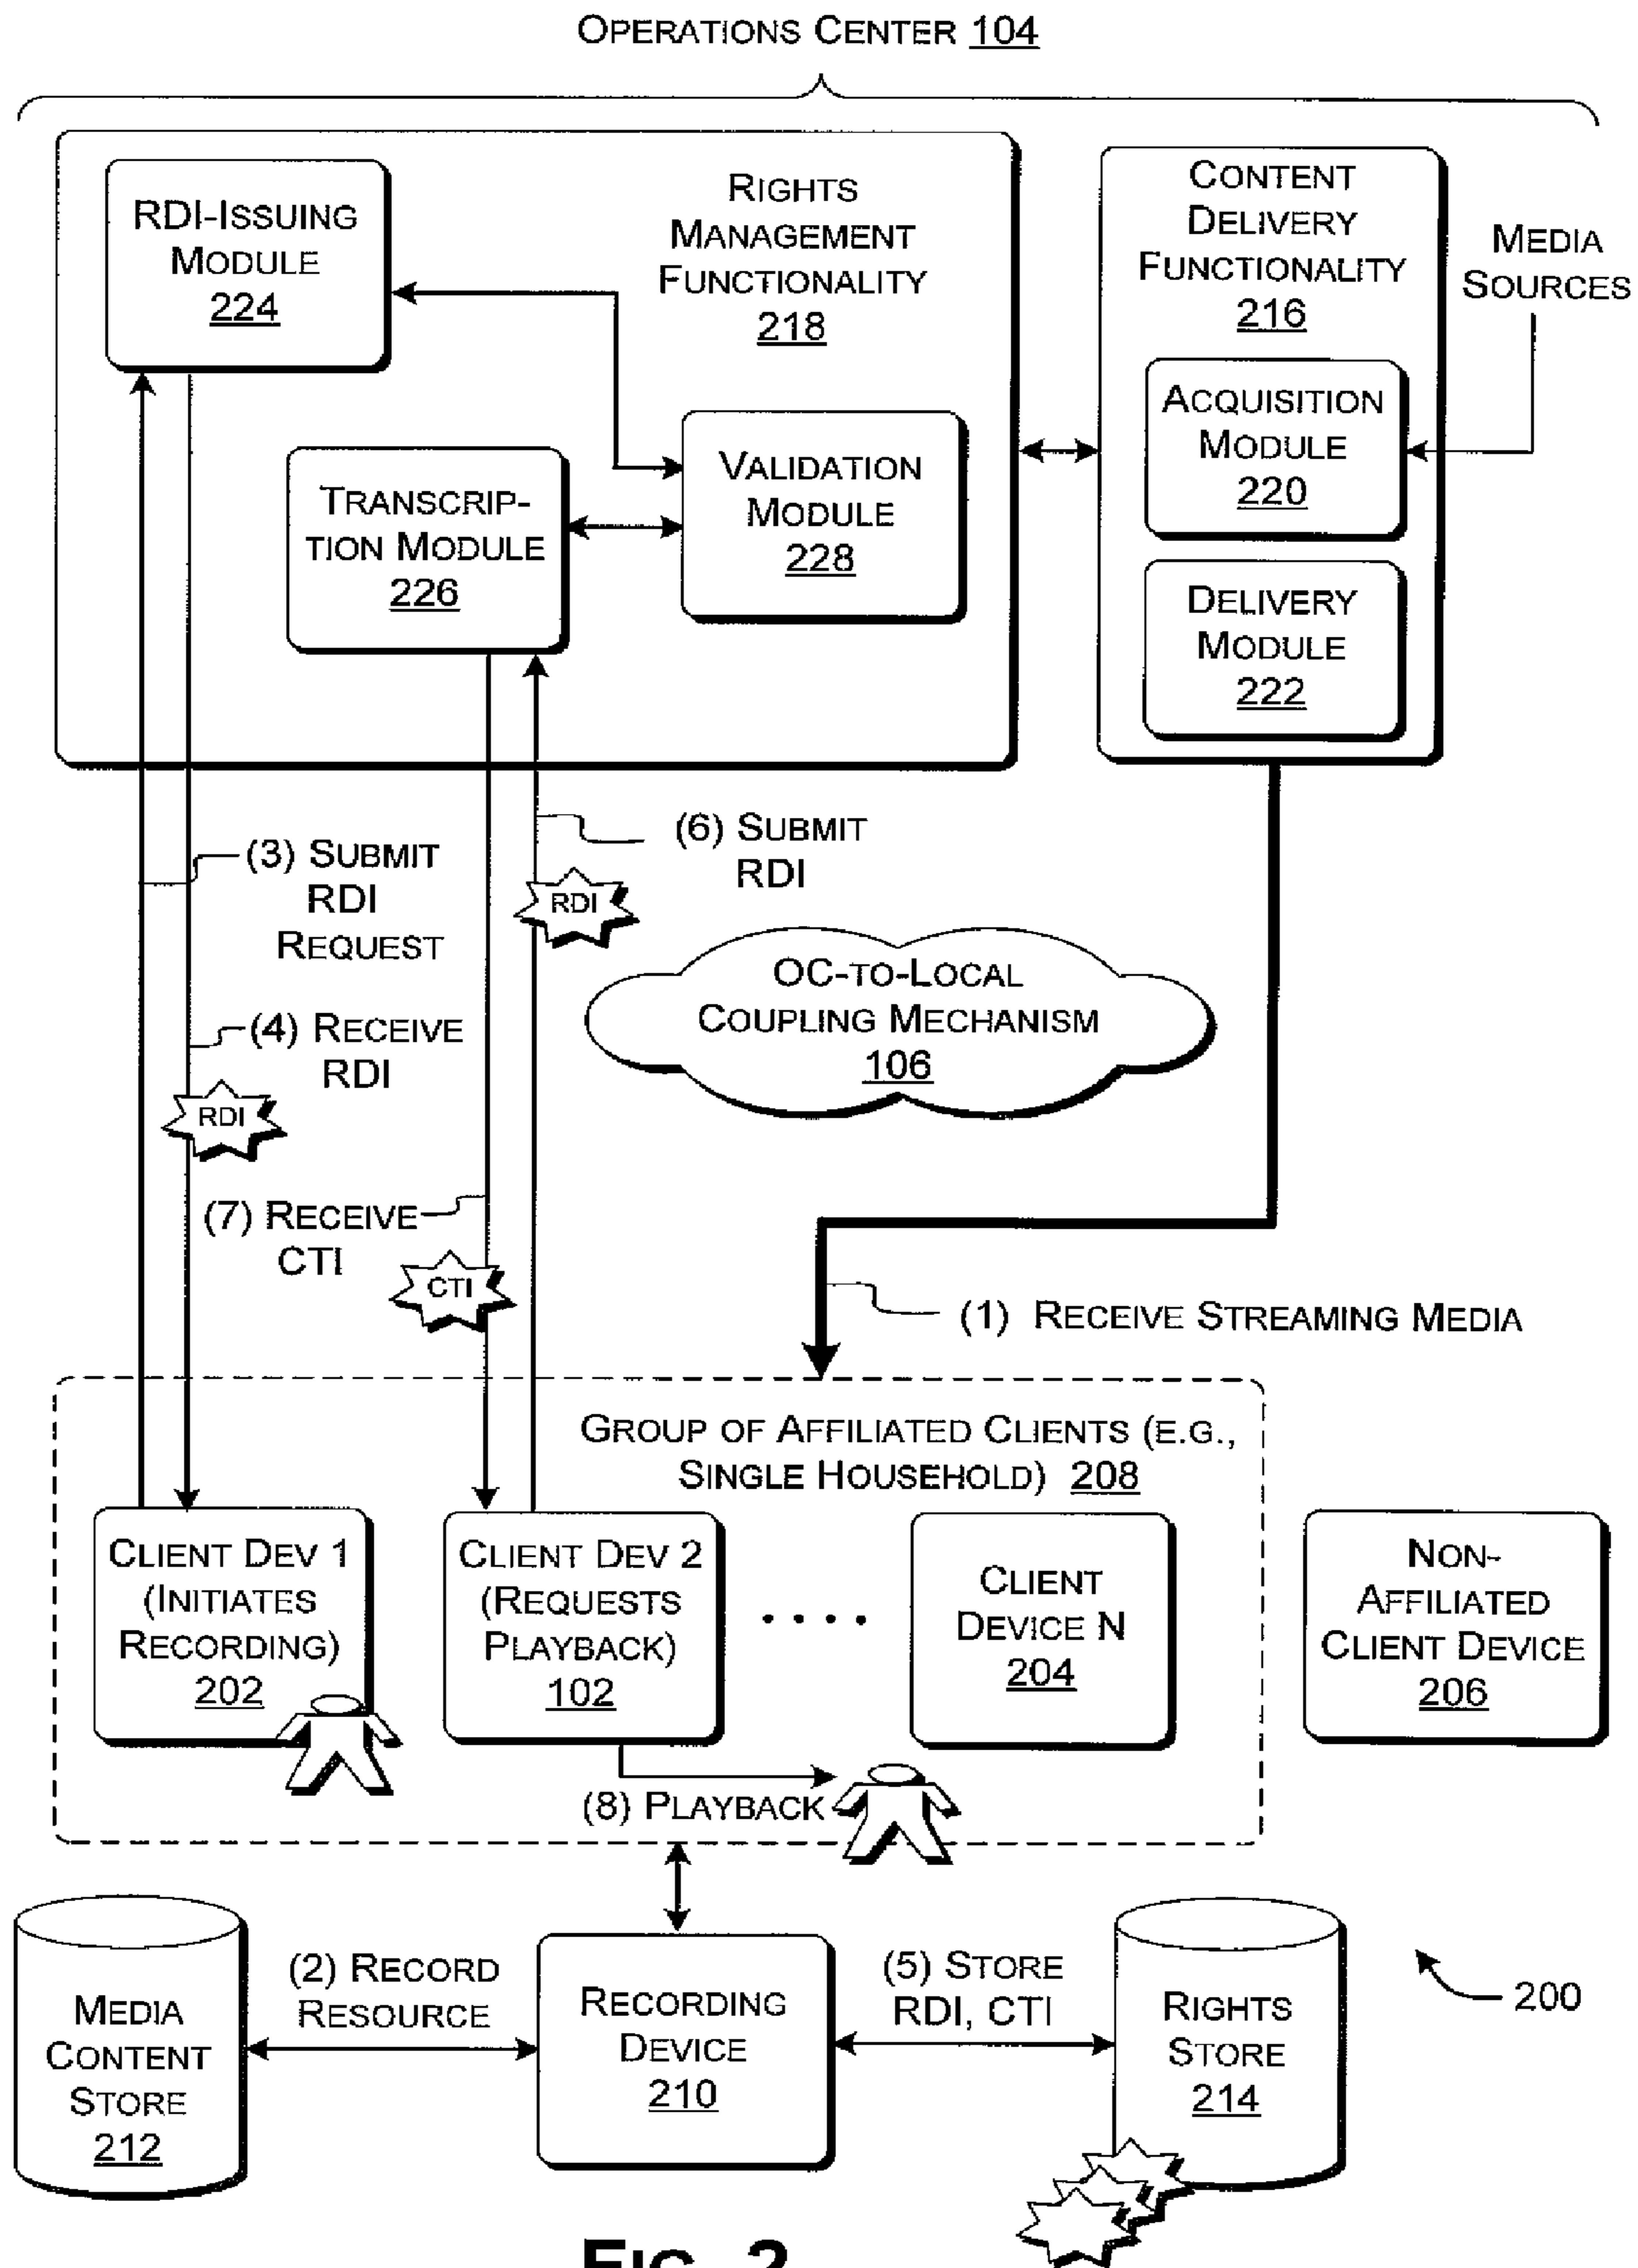 OPERATIONS CENTER 104
RDI-ISSUING
MODULE
224
RIGHTS
MANAGEMENT
FUNCTIONALITY
218
CONTENT
DELIVERY
FUNCTIONALITY
216
MEDIA
SOURCES
ACQUISITION
MODULE
220
TRANSCRIP-
TION MODULE
226
VALIDATION
MODULE
228
DELIVERY
MODULE
222
(3) SUBMIT
RDI
REQUEST
(6) SUBMIT
RDI
RDI
OC-TO-LOCAL
COUPLING MECHANISM
106
(4) RECEIVE
RDI
RDI
(7) RECEIVE
CTI
CTI
(1) RECEIVE STREAMING MEDIA
GROUP OF AFFILIATED CLIENTS (E.G.,
SINGLE HOUSEHOLD) 208
CLIENT DEV 1
(INITIATES
RECORDING)
202
CLIENT DEV 2
(REQUESTS
PLAYBACK)
102
. . . .
CLIENT
DEVICE N
204
NON-
AFFILIATED
CLIENT DEVICE
206
(8) PLAYBACK
MEDIA
CONTENT
STORE
212
(2) RECORD
RESOURCE
RECORDING
DEVICE
210
(5) STORE
RDI, CTI
RIGHTS
STORE
214
200
FIG. 2